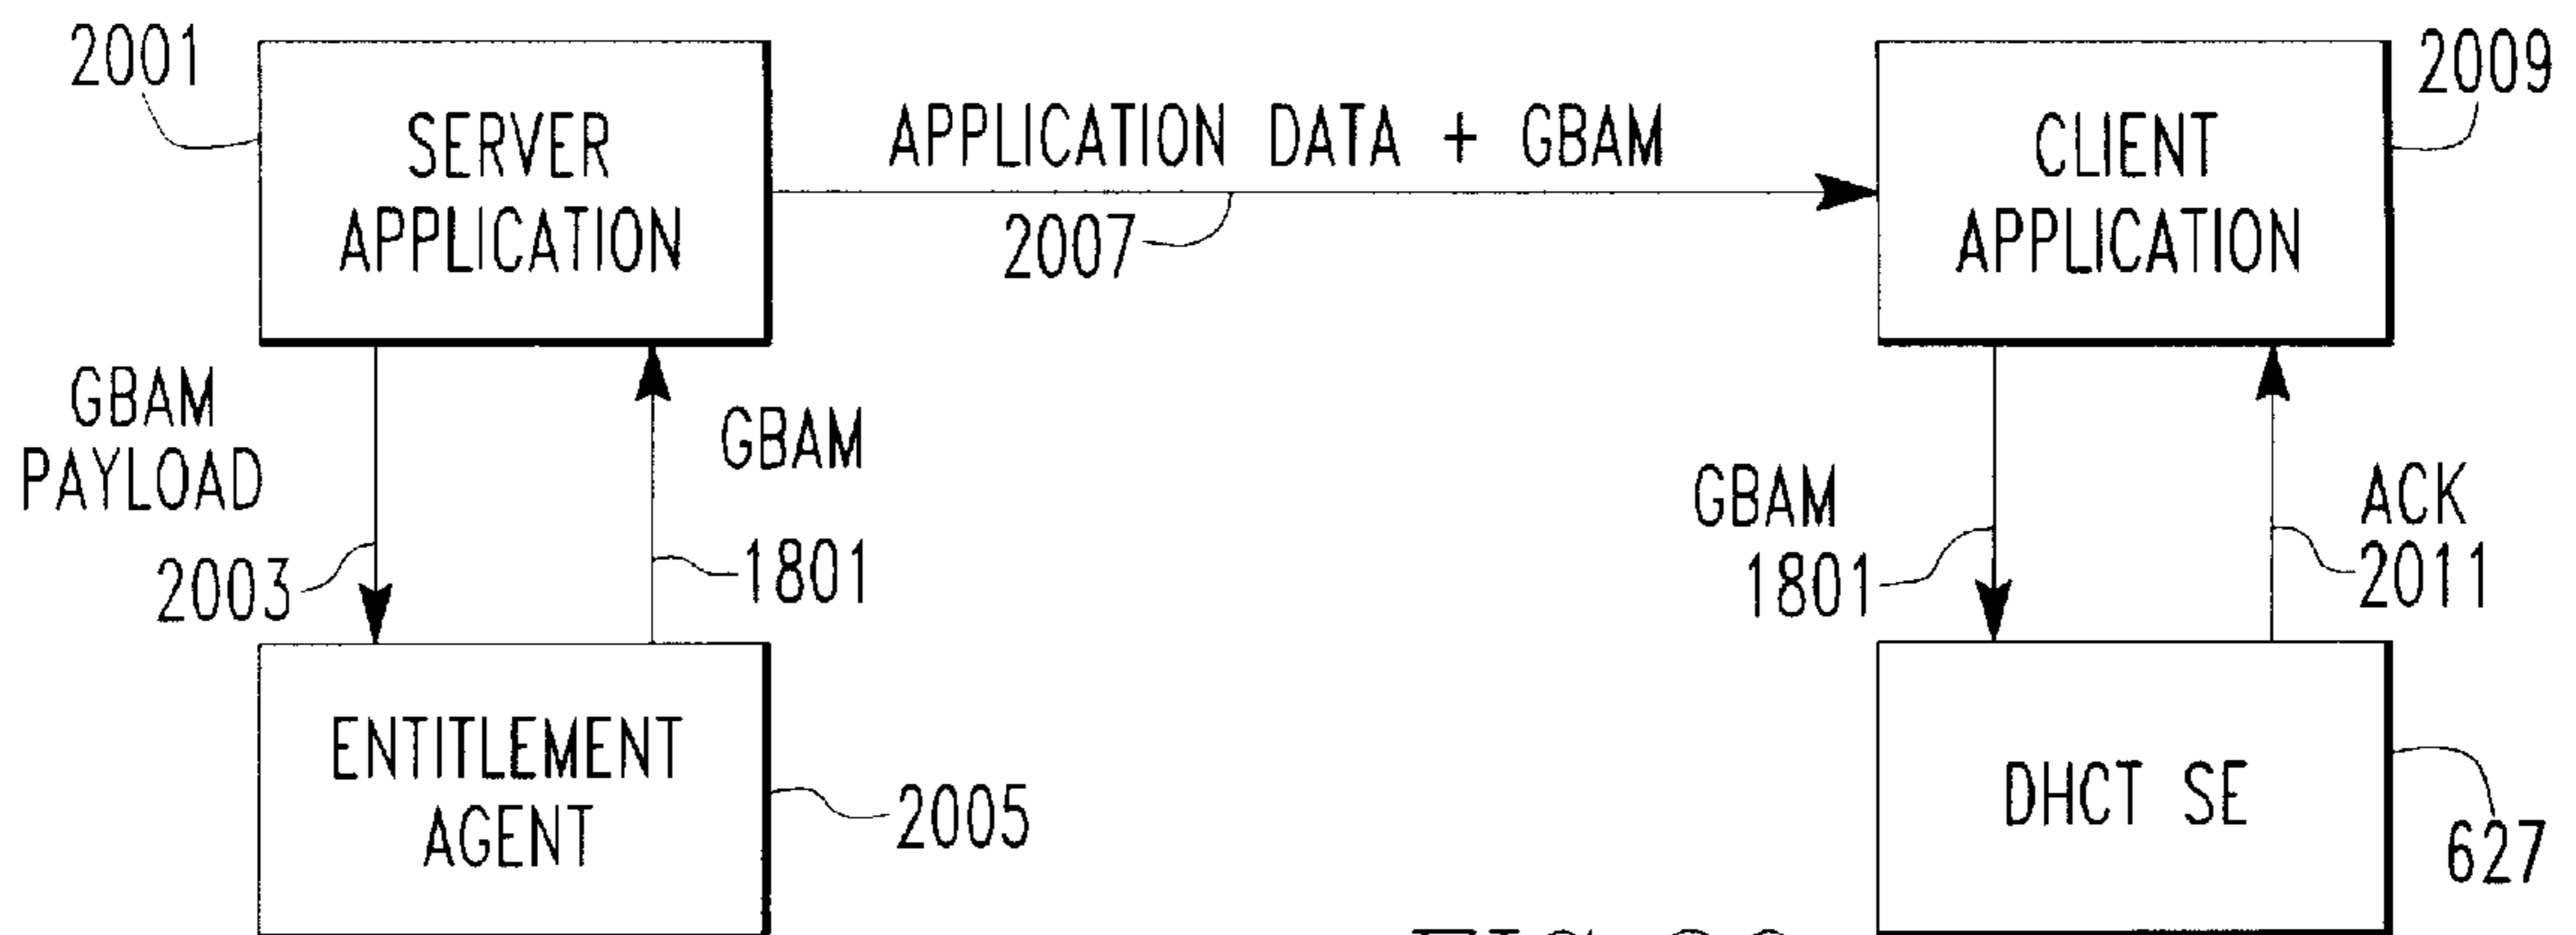 2001
SERVER
APPLICATION
APPLICATION DATA + GBAM
2007
CLIENT
APPLICATION
2009
GBAM
PAYLOAD
2003
GBAM
1801
GBAM
1801
ACK
2011
ENTITLEMENT
AGENT
2005
DHCT SE
627